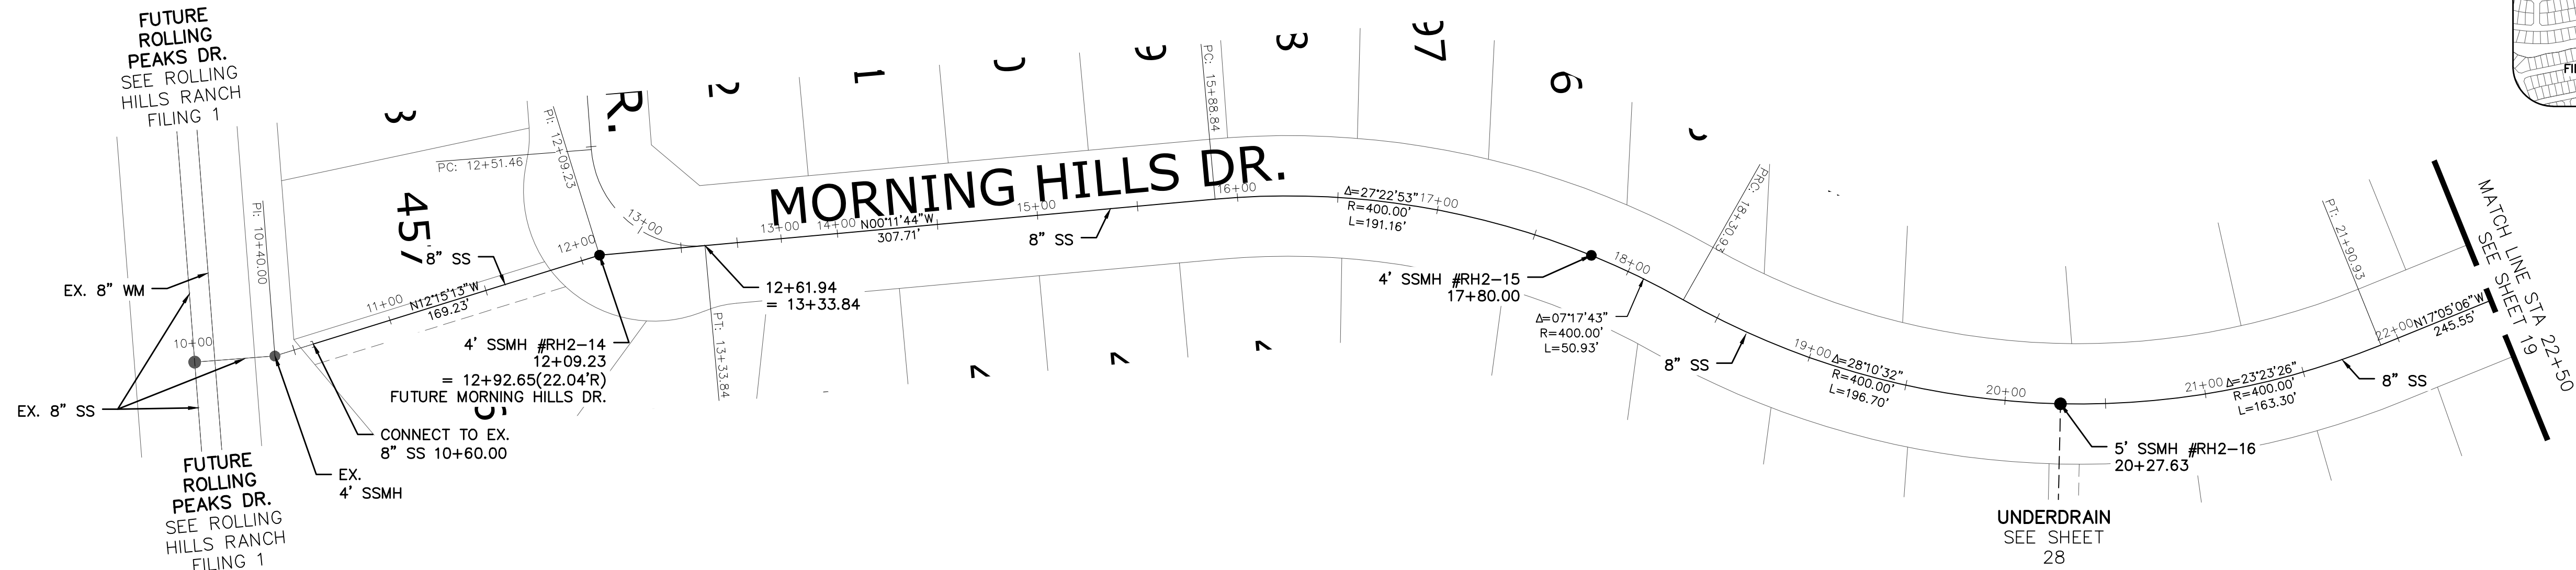 FUTURE
ROLLING
PEAKS DR.
SEE ROLLING
HILLS RANCH
FILING 1
EX. 8" WM
EX. 8" SS
10+00
PI: 10+40.00
FUTURE
ROLLING
PEAKS DR.
SEE ROLLING
HILLS RANCH
FILING 1
EX.
4' SSMH
CONNECT TO EX.
8" SS 10+60.00
3
457
8" SS
11+00
N12°15'13"W
169.23'
PC: 12+51.46
PI: 12+09.23
12+00
13+00
R.
4' SSMH #RH2-14
12+09.23
= 12+92.65(22.04'R)
FUTURE MORNING HILLS DR.
PT: 13+33.84
12+61.94
= 13+33.84
MORNING HILLS DR.
13+00
14+00
N00°11'44"W
307.71'
15+00
8" SS
PC: 15+88.84
16+00
97
6
Δ=27°22'53"
R=400.00'
L=191.16'
17+00
4' SSMH #RH2-15
17+80.00
18+00
Δ=07°17'43"
R=400.00'
L=50.93'
PRC: 18+30.93
8" SS
19+00
Δ=28°10'32"
R=400.00'
L=196.70'
20+00
5' SSMH #RH2-16
20+27.63
UNDERDRAIN
SEE SHEET
28
21+00
Δ=23°23'26"
R=400.00'
L=163.30'
8" SS
PT: 21+90.93
22+00
N17°05'06"W
245.55'
MATCH LINE STA 22+50
SEE SHEET 19